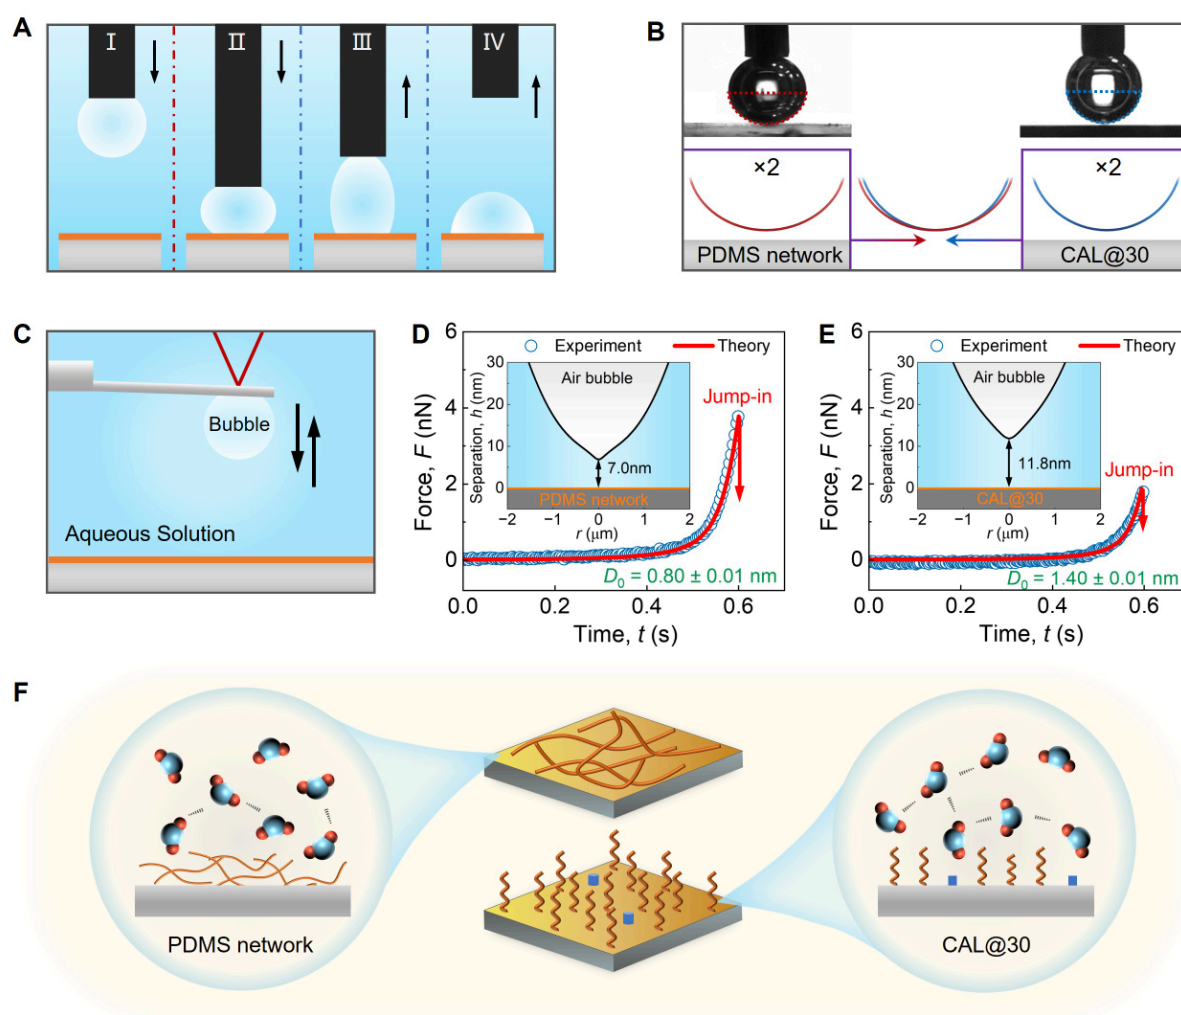 A
I
II
III
IV
B
×2
×2
PDMS network
CAL@30
C
Bubble
Aqueous Solution
D
6
4
2
0
Force, F (nN)
0.0
0.2
0.4
0.6
Time, t (s)
Experiment
Theory
Jump-in
30
20
10
0
Separation, h (nm)
Air bubble
7.0nm
PDMS network
−2
−1
0
1
2
r (μm)
D₀ = 0.80 ± 0.01 nm
E
6
4
2
0
Force, F (nN)
0.0
0.2
0.4
0.6
Time, t (s)
Experiment
Theory
Jump-in
30
20
10
0
Separation, h (nm)
Air bubble
11.8nm
CAL@30
−2
−1
0
1
2
r (μm)
D₀ = 1.40 ± 0.01 nm
F
PDMS network
CAL@30